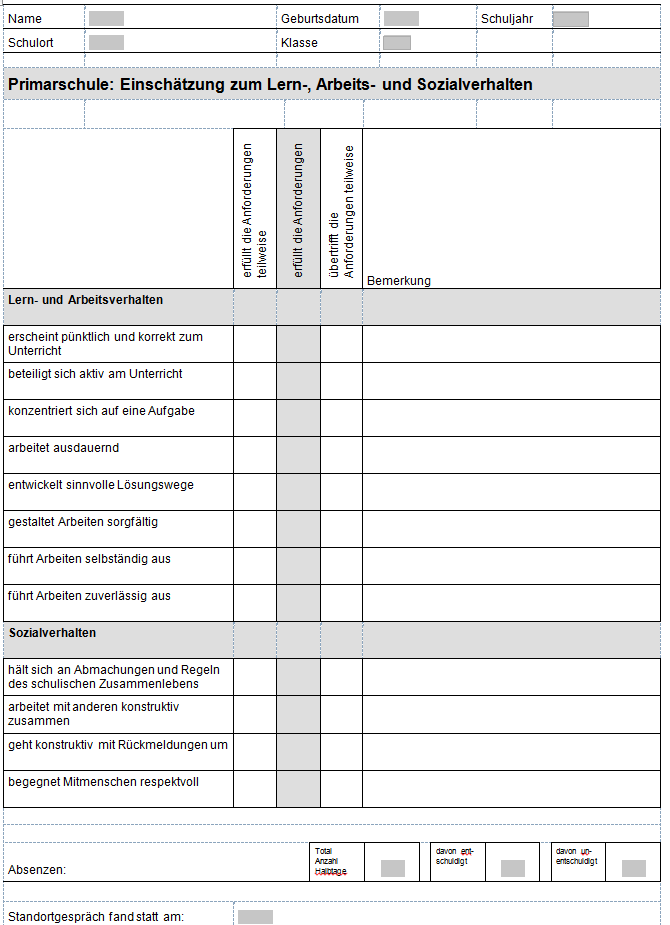 Name Geburtsdatum Schuljahr
Schulort Klasse
Primarschule: Einschätzung zum Lern-, Arbeits- und Sozialverhalten
erfüllt die Anforderungen
teilweise
erfüllt die Anforderungen
übertrifft die
Anforderungen teilweise
Bemerkung
Lern- und Arbeitsverhalten
erscheint pünktlich und korrekt zum
Unterricht
beteiligt sich aktiv am Unterricht
konzentriert sich auf eine Aufgabe
arbeitet ausdauernd
entwickelt sinnvolle Lösungswege
gestaltet Arbeiten sorgfältig
führt Arbeiten selbständig aus
führt Arbeiten zuverlässig aus
Sozialverhalten
hält sich an Abmachungen und Regeln
des schulischen Zusammenlebens
arbeitet mit anderen konstruktiv
zusammen
geht konstruktiv mit Rückmeldungen um
begegnet Mitmenschen respektvoll
Absenzen:
Total
Anzahl
Halbtage
davon ent-
schuldigt
davon un-
entschuldigt
Standortgespräch fand statt am: